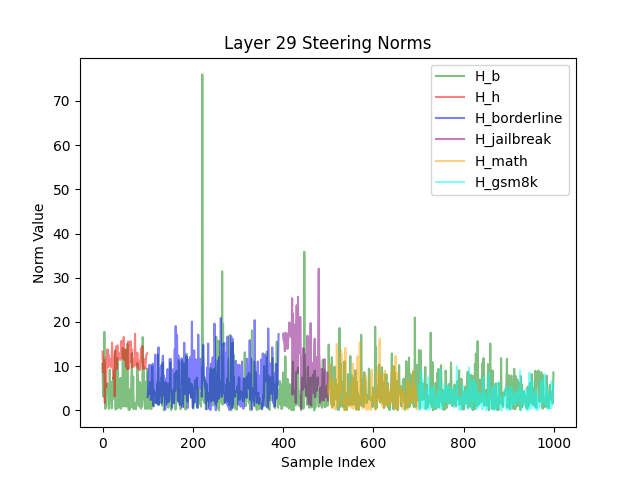 Layer 29 Steering Norms
H_b
H_h
H_borderline
H_jailbreak
H_math
H_gsm8k
Norm Value
70
60
50
40
30
20
10
0
0 200 400 600 800 1000
Sample Index